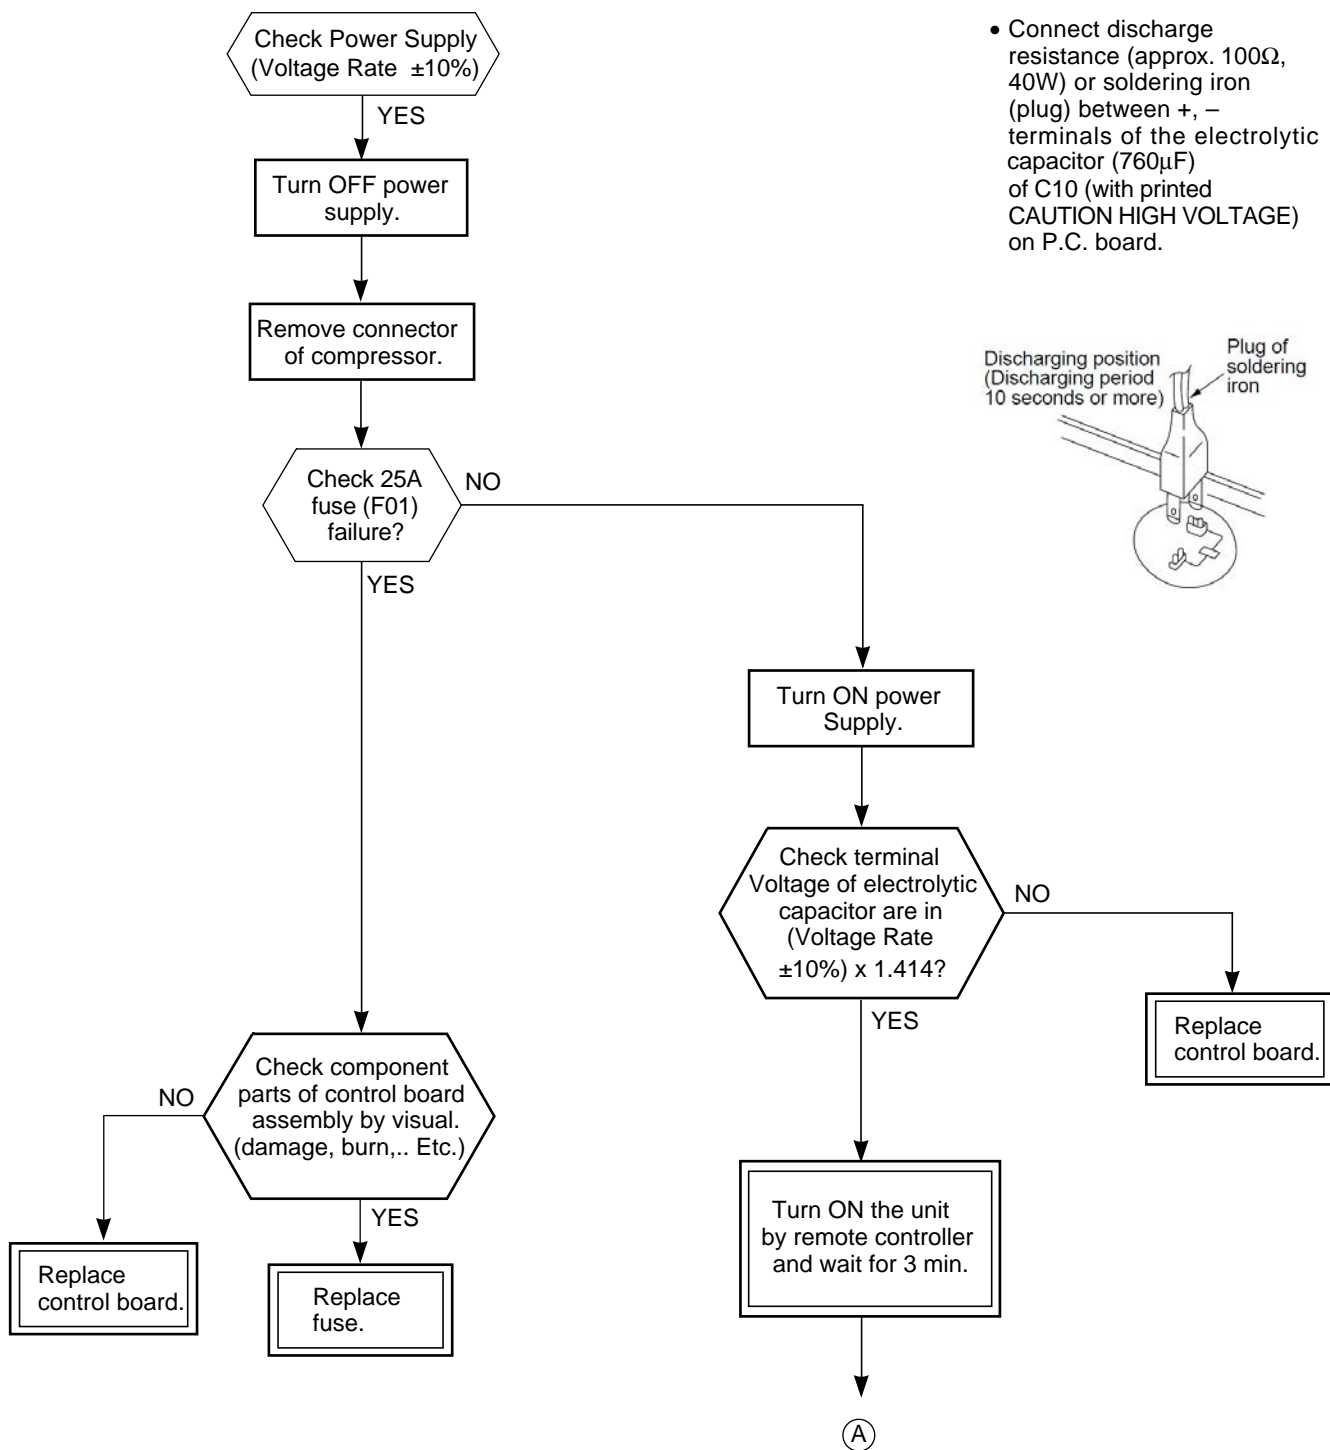 Check Power Supply
(Voltage Rate ±10%)
YES
Turn OFF power
supply.
Remove connector
of compressor.
Check 25A
fuse (F01)
failure?
NO
YES
Turn ON power
Supply.
Check terminal
Voltage of electrolytic
capacitor are in
(Voltage Rate
±10%) x 1.414?
NO
YES
Replace
control board.
Check component
parts of control board
assembly by visual.
(damage, burn,.. Etc.)
NO
YES
Replace
control board.
Replace
fuse.
Turn ON the unit
by remote controller
and wait for 3 min.
A
• Connect discharge
resistance (approx. 100Ω,
40W) or soldering iron
(plug) between +, –
terminals of the electrolytic
capacitor (760μF)
of C10 (with printed
CAUTION HIGH VOLTAGE)
on P.C. board.
Discharging position
(Discharging period
10 seconds or more)
Plug of
soldering
iron